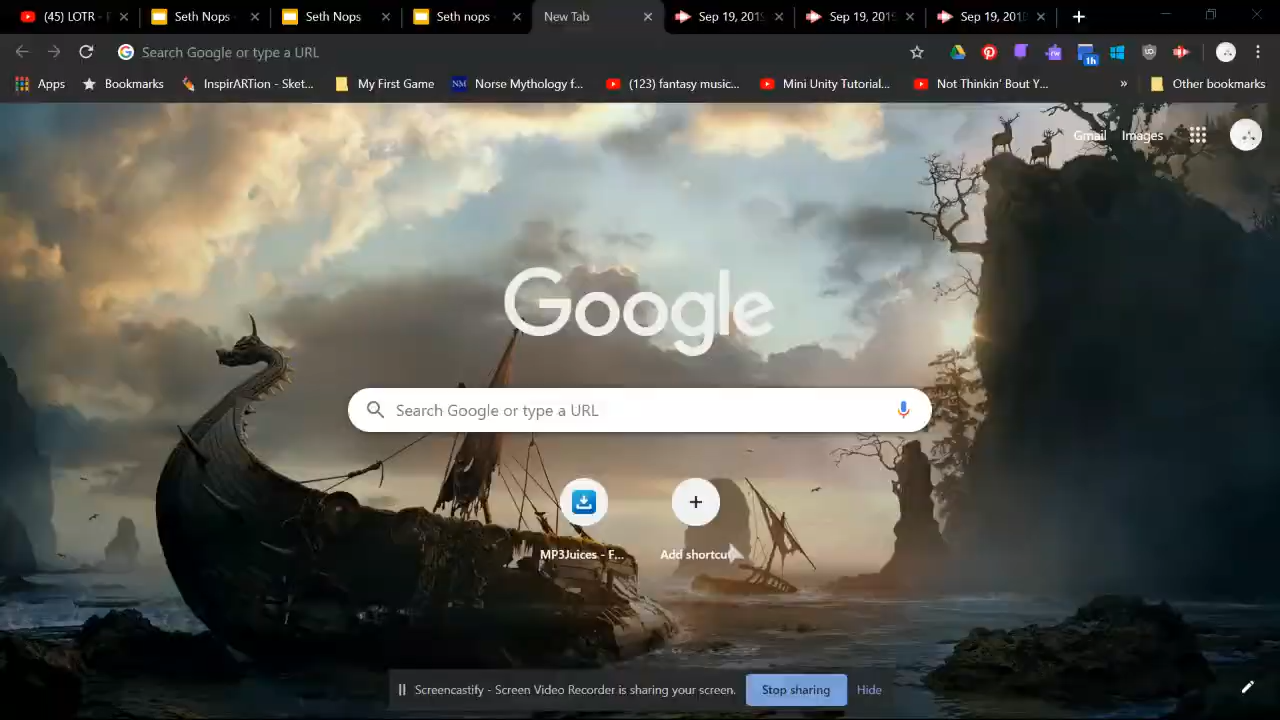 (45) LOTR - F
Seth Nops
Seth Nops
Seth nops
New Tab
Sep 19, 201
Sep 19, 201
Sep 19, 201
Search Google or type a URL
1h
Apps
Bookmarks
InspirARTion - Sket...
My First Game
NM
Norse Mythology f...
(123) fantasy music...
Mini Unity Tutorial...
Not Thinkin' Bout Y...
»
Other bookmarks
Gmail
Images
Google
Search Google or type a URL
MP3Juices - F...
Add shortcut
Screencastify - Screen Video Recorder is sharing your screen.
Stop sharing
Hide